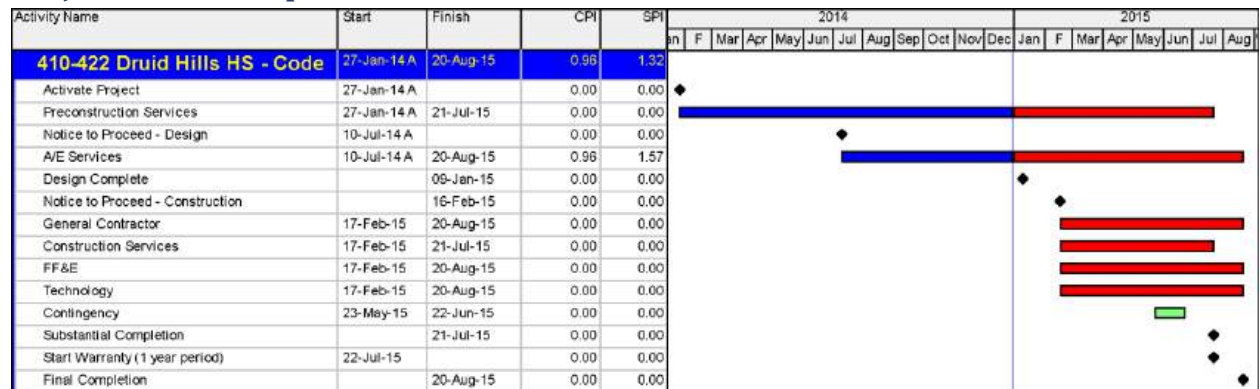 Activity Name Start Finish CPI SPI 2014 2015
an F Mar Apr May Jun Jul Aug Sep Oct Nov Dec Jan F Mar Apr May Jun Jul Aug
410-422 Druid Hills HS - Code 27-Jan-14 A 20-Aug-15 0.96 1.32
Activate Project 27-Jan-14 A 0.00 0.00
Preconstruction Services 27-Jan-14 A 21-Jul-15 0.00 0.00
Notice to Proceed - Design 10-Jul-14 A 0.00 0.00
A/E Services 10-Jul-14 A 20-Aug-15 0.96 1.57
Design Complete 09-Jan-15 0.00 0.00
Notice to Proceed - Construction 16-Feb-15 0.00 0.00
General Contractor 17-Feb-15 20-Aug-15 0.00 0.00
Construction Services 17-Feb-15 21-Jul-15 0.00 0.00
FF&E 17-Feb-15 20-Aug-15 0.00 0.00
Technology 17-Feb-15 20-Aug-15 0.00 0.00
Contingency 23-May-15 22-Jun-15 0.00 0.00
Substantial Completion 21-Jul-15 0.00 0.00
Start Warranty (1 year period) 22-Jul-15 0.00 0.00
Final Completion 20-Aug-15 0.00 0.00